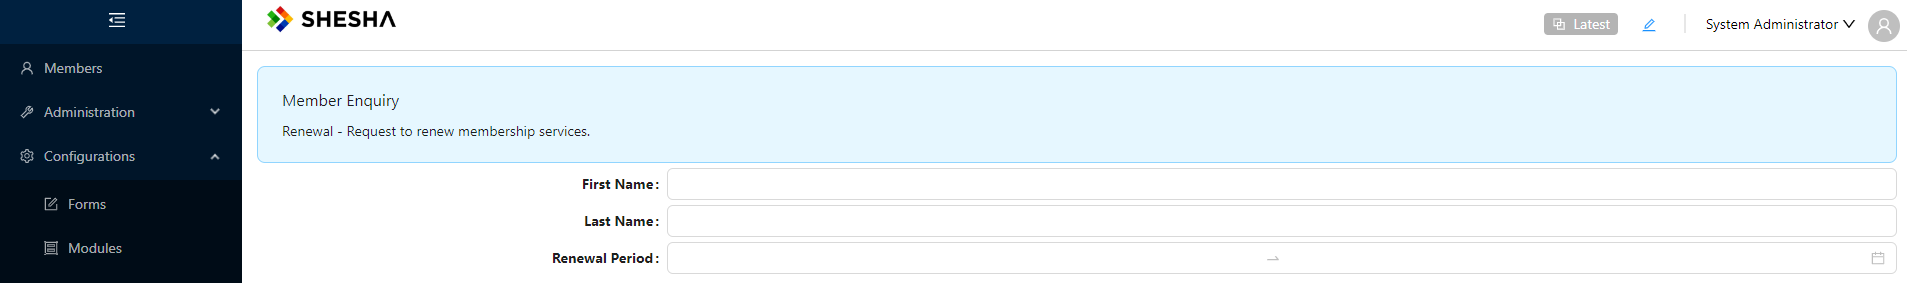 SHESHA
Latest
System Administrator
Members
Administration
Configurations
Forms
Modules
Member Enquiry
Renewal - Request to renew membership services.
First Name:
Last Name:
Renewal Period: